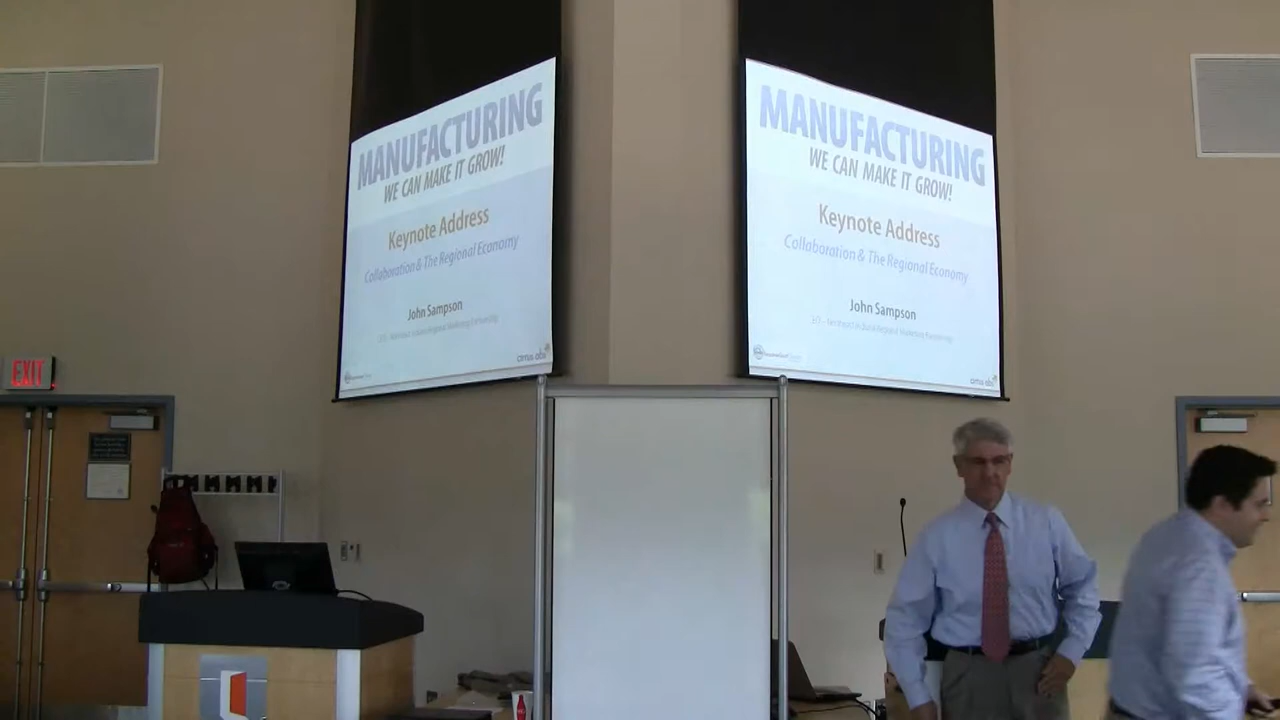 MANUFACTURING
WE CAN MAKE IT GROW!
Keynote Address
Collaboration & The Regional Economy
John Sampson
MANUFACTURING
WE CAN MAKE IT GROW!
Keynote Address
Collaboration & The Regional Economy
John Sampson
EXIT